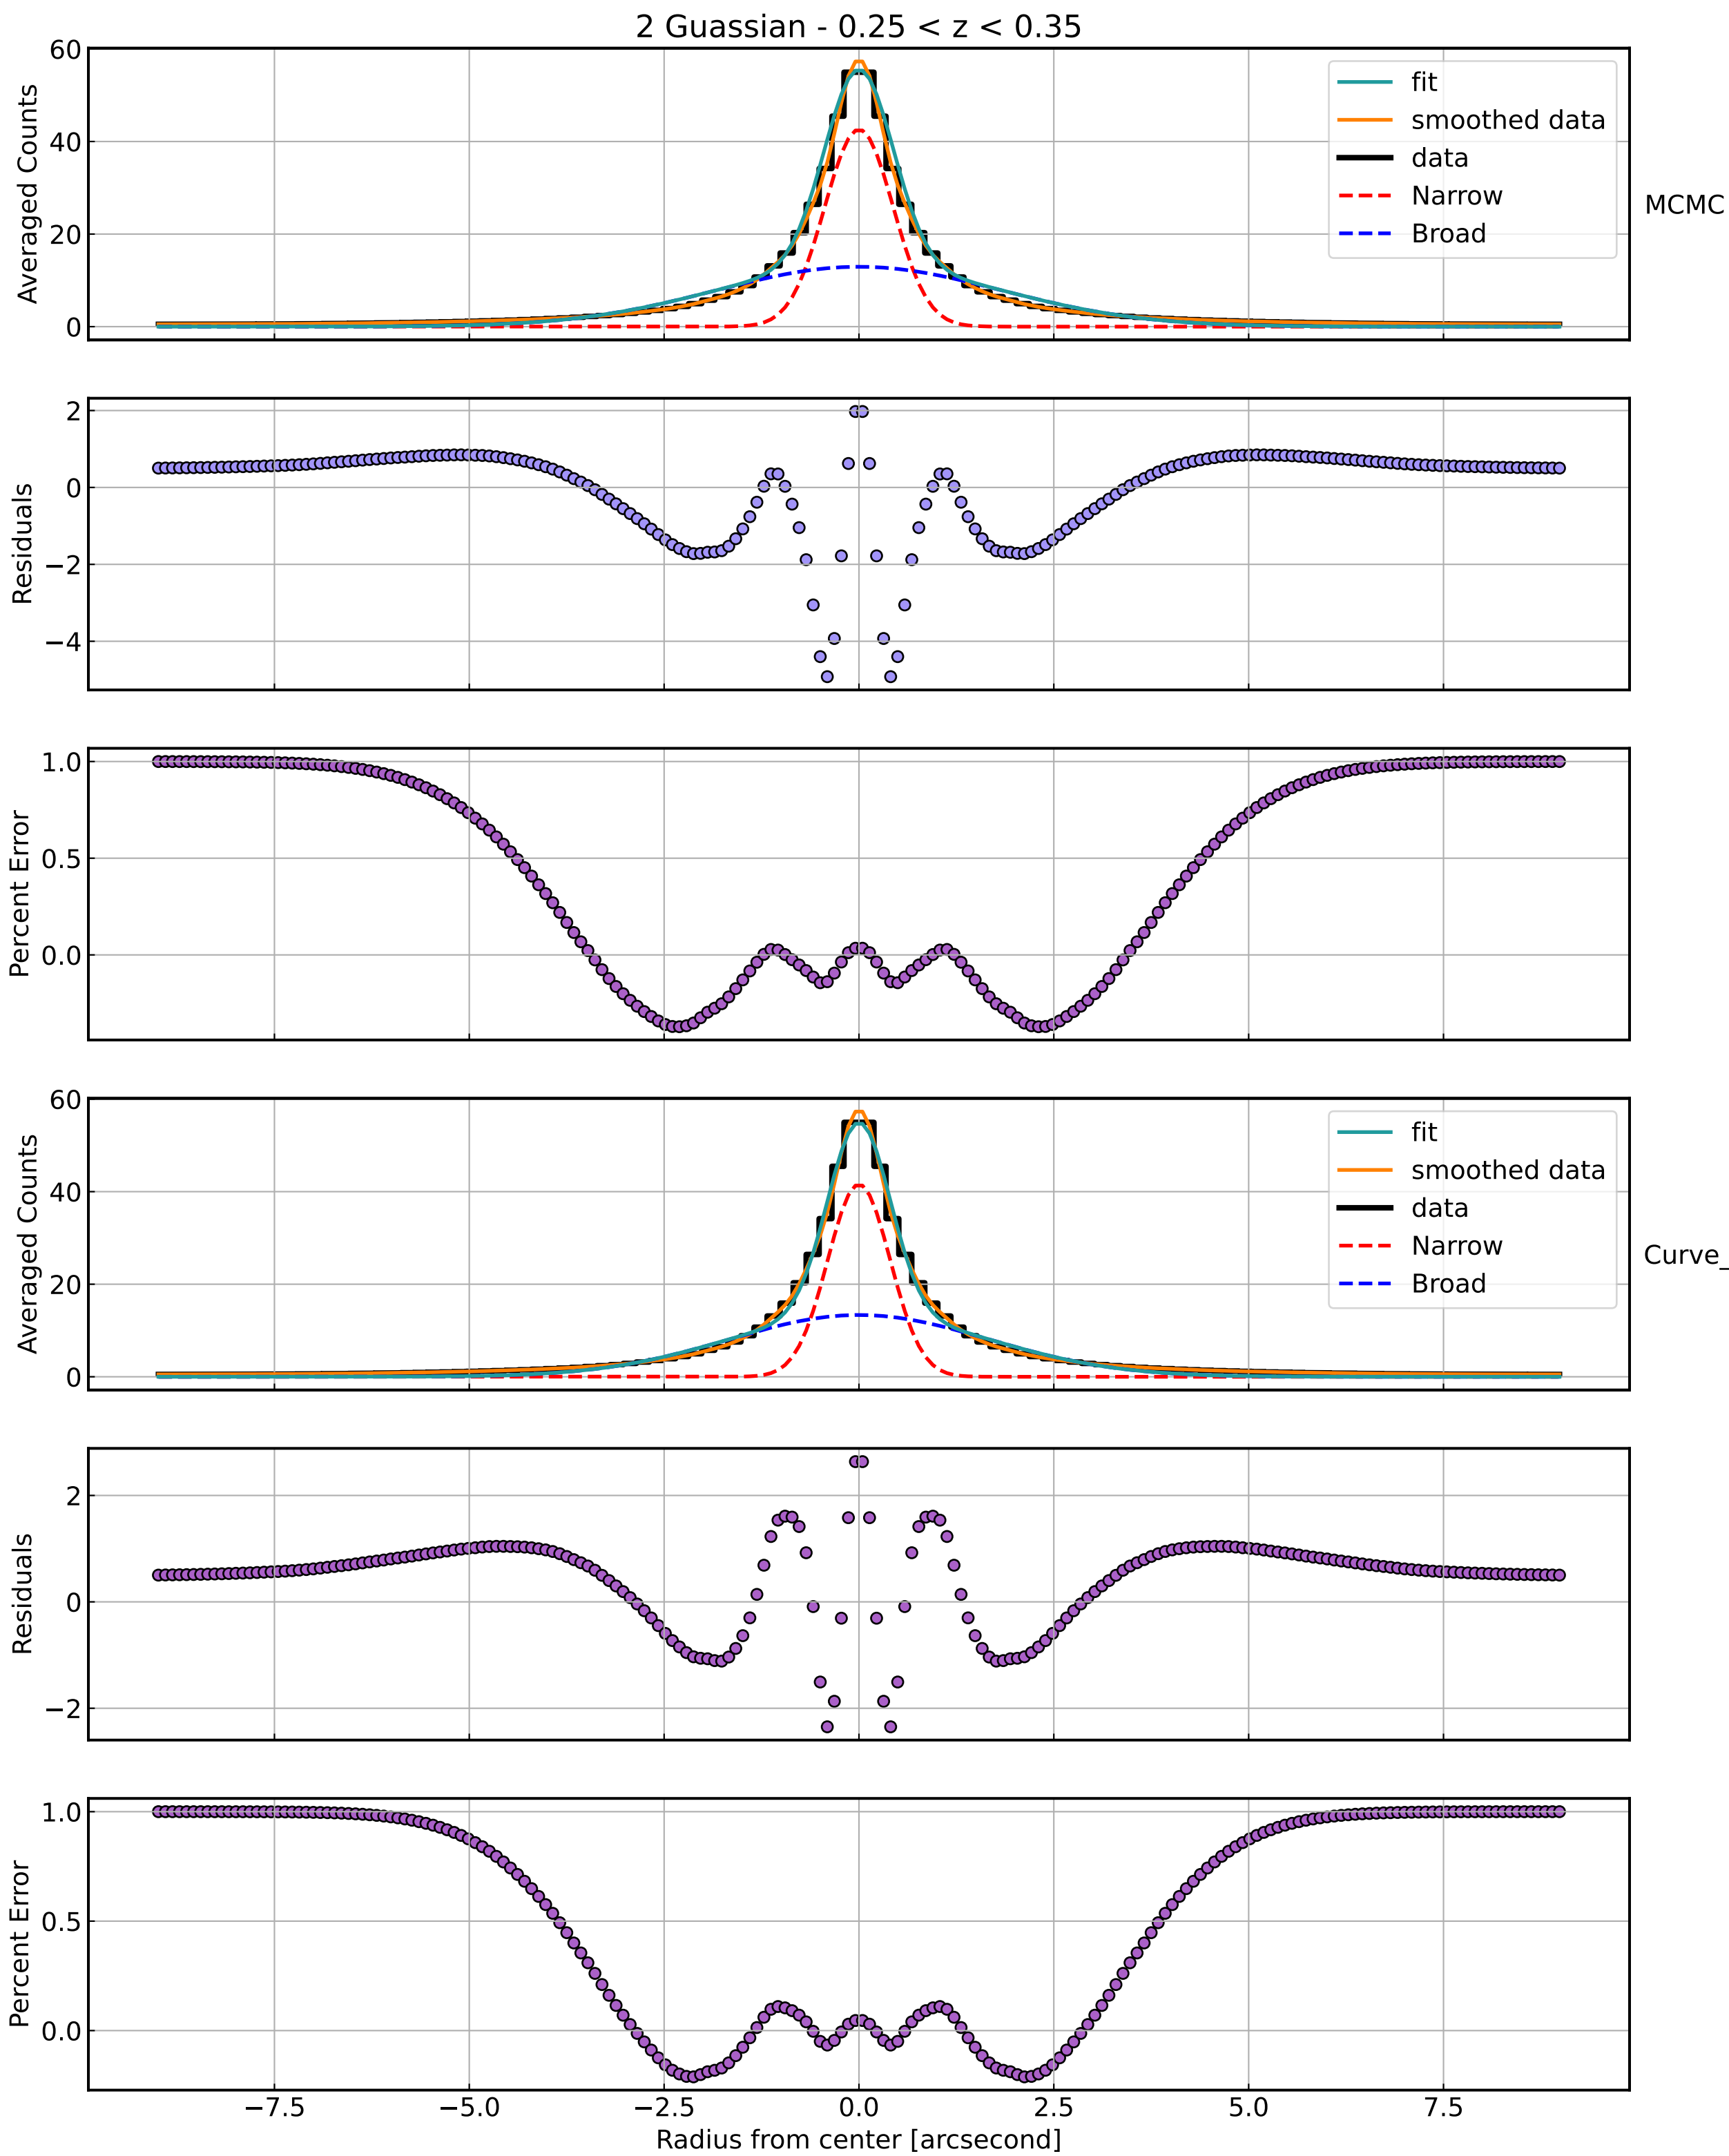 2 Guassian - 0.25 < z < 0.35
60
40
20
0
Averaged Counts
fit
smoothed data
data
Narrow
Broad
MCMC
2
0
−2
−4
Residuals
1.0
0.5
0.0
Percent Error
60
40
20
0
Averaged Counts
fit
smoothed data
data
Narrow
Broad
Curve_
2
0
−2
Residuals
1.0
0.5
0.0
Percent Error
−7.5 −5.0 −2.5 0.0 2.5 5.0 7.5
Radius from center [arcsecond]